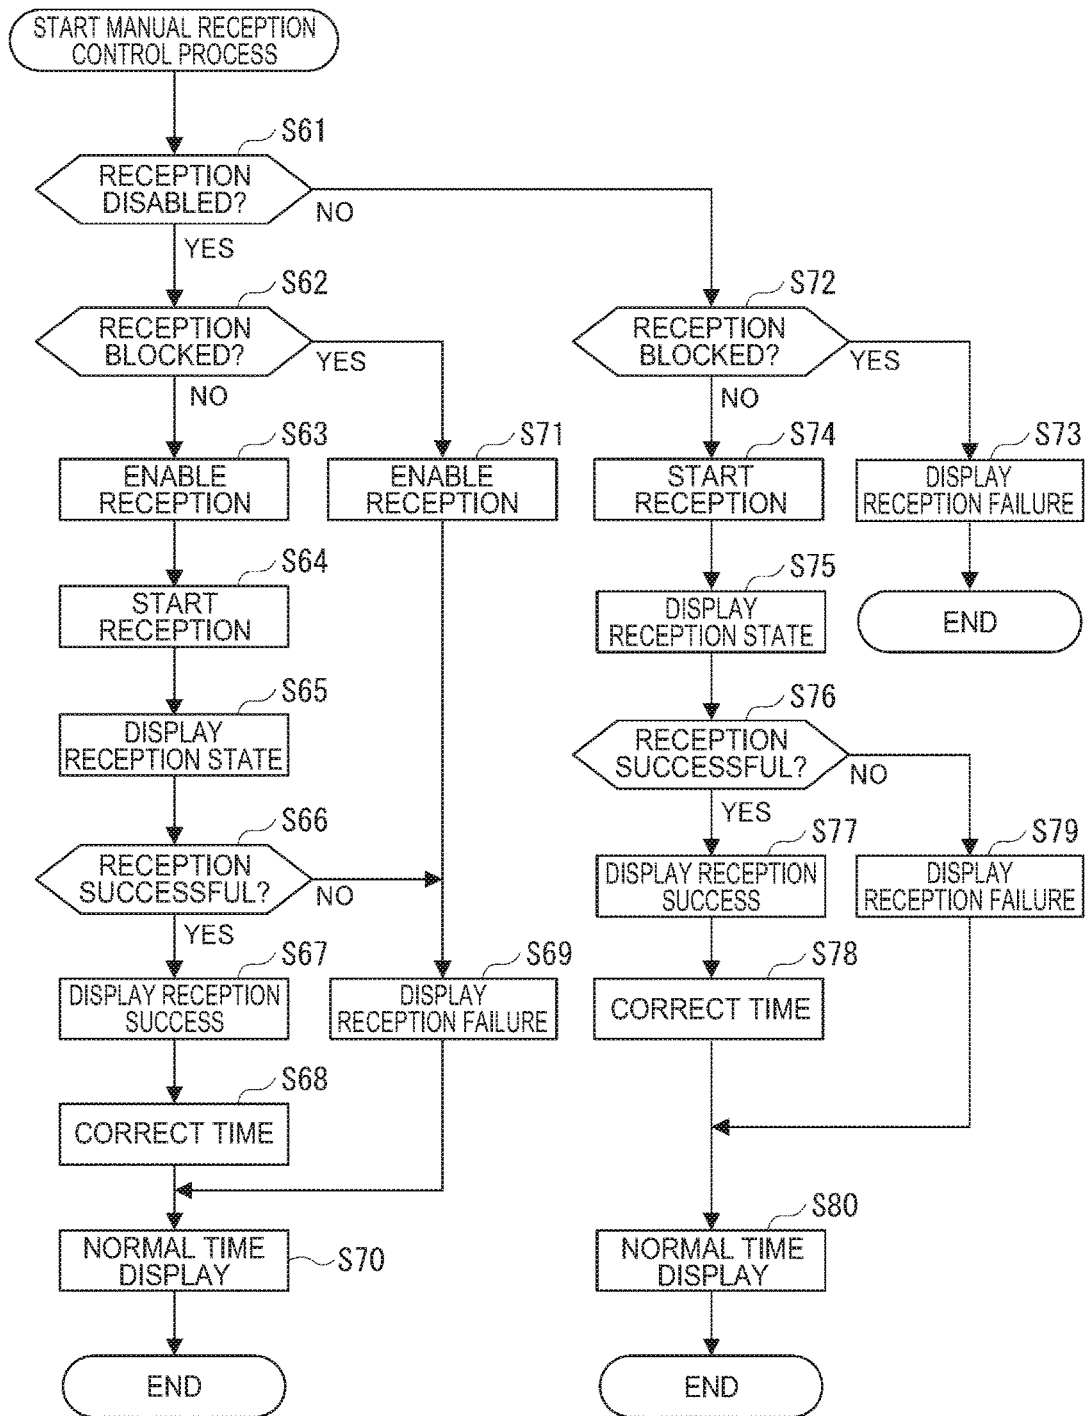 START MANUAL RECEPTION
CONTROL PROCESS
S61
RECEPTION
DISABLED?
NO
YES
S62
RECEPTION
BLOCKED?
YES
NO
S63
ENABLE
RECEPTION
S71
ENABLE
RECEPTION
S64
START
RECEPTION
S65
DISPLAY
RECEPTION STATE
S66
RECEPTION
SUCCESSFUL?
NO
YES
S67
DISPLAY RECEPTION
SUCCESS
S69
DISPLAY
RECEPTION FAILURE
S68
CORRECT TIME
NORMAL TIME
DISPLAY
S70
END
S72
RECEPTION
BLOCKED?
YES
NO
S74
START
RECEPTION
S73
DISPLAY
RECEPTION FAILURE
END
S75
DISPLAY
RECEPTION STATE
S76
RECEPTION
SUCCESSFUL?
NO
YES
S77
DISPLAY RECEPTION
SUCCESS
S79
DISPLAY
RECEPTION FAILURE
S78
CORRECT TIME
S80
NORMAL TIME
DISPLAY
END